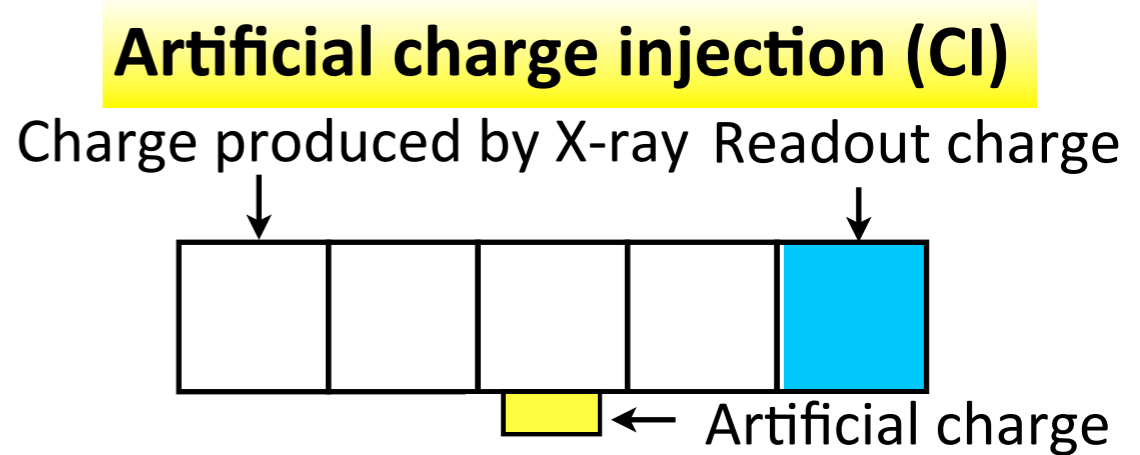 Artificial charge injection (CI)
Charge produced by X-ray Readout charge
Artificial charge